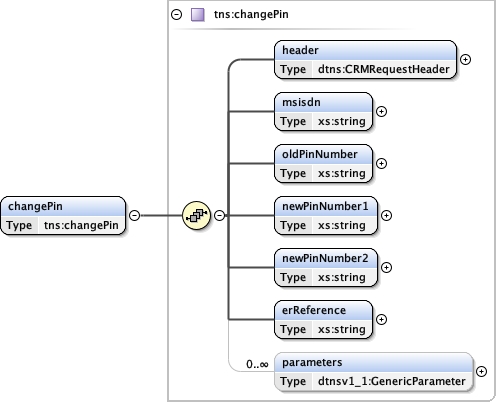 tns:changePin
header
Type dtns:CRMRequestHeader
msisdn
Type xs:string
oldPinNumber
Type xs:string
changePin
Type tns:changePin
newPinNumber1
Type xs:string
newPinNumber2
Type xs:string
erReference
Type xs:string
0..∞
parameters
Type dtnsv1_1:GenericParameter